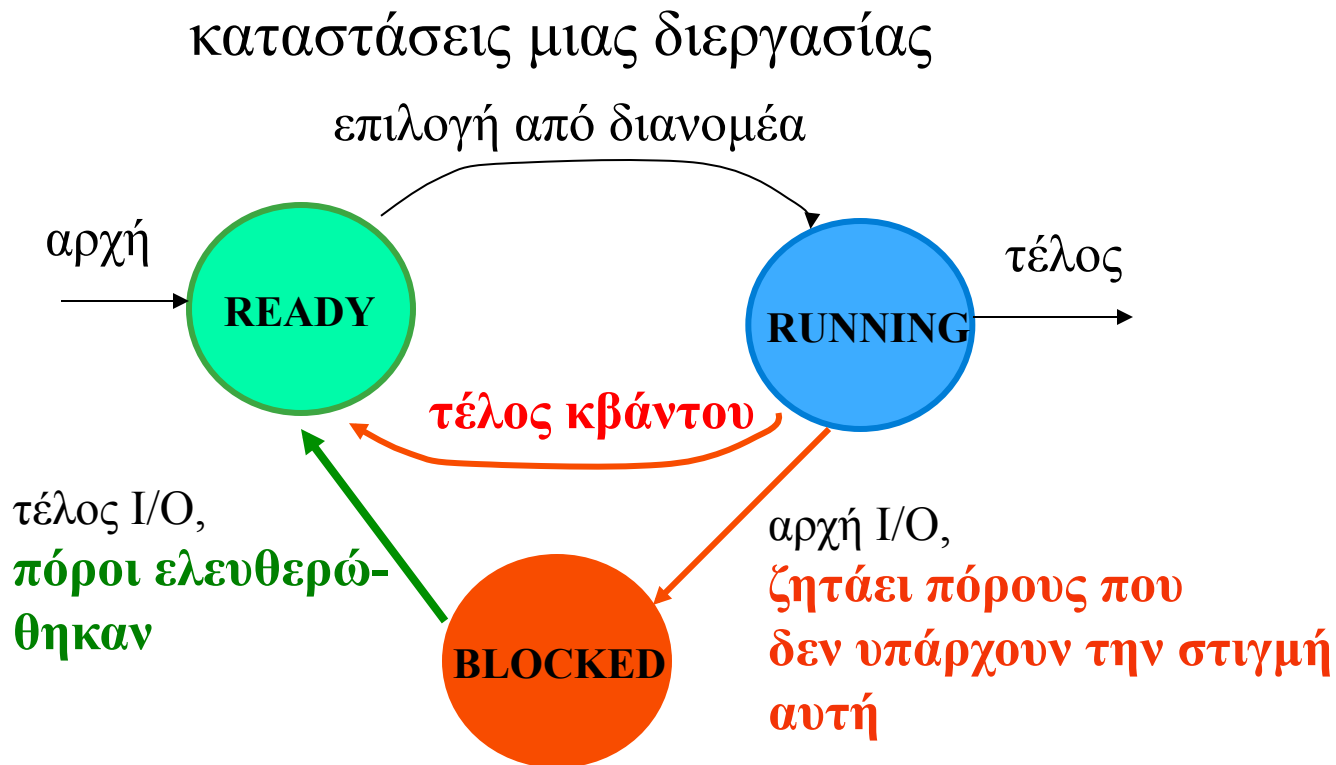 καταστάσεις μιας διεργασίας
επιλογή από διανομέα
αρχή
τέλος
READY
RUNNING
τέλος κβάντου
τέλος I/O,
πόροι ελευθερώ-
θηκαν
αρχή I/O,
ζητάει πόρους που
δεν υπάρχουν την στιγμή
αυτή
BLOCKED